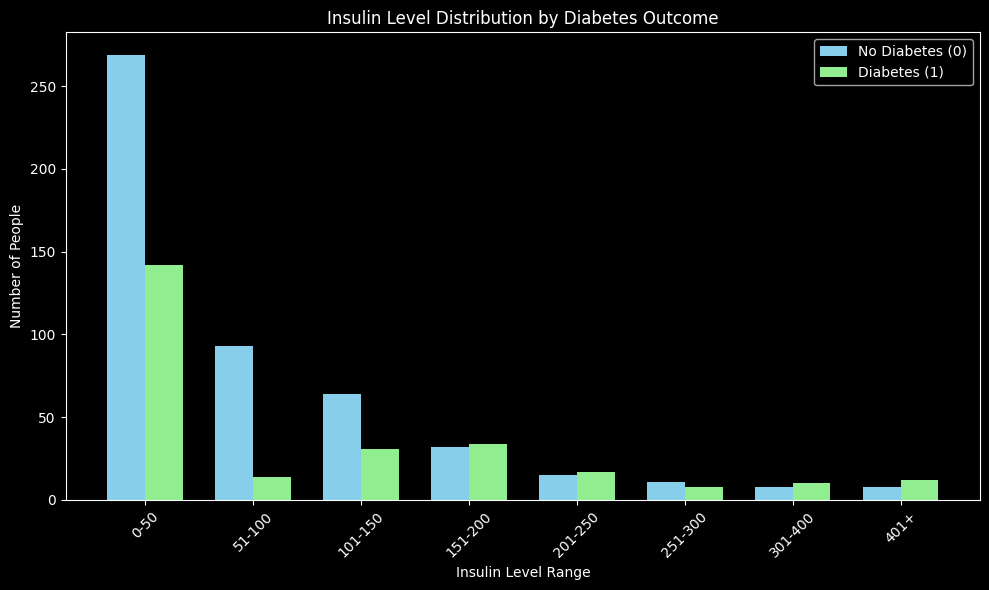 Insulin Level Distribution by Diabetes Outcome
No Diabetes (0)
Diabetes (1)
Number of People
250
200
150
100
50
0
0-50
51-100
101-150
151-200
201-250
251-300
301-400
401+
Insulin Level Range